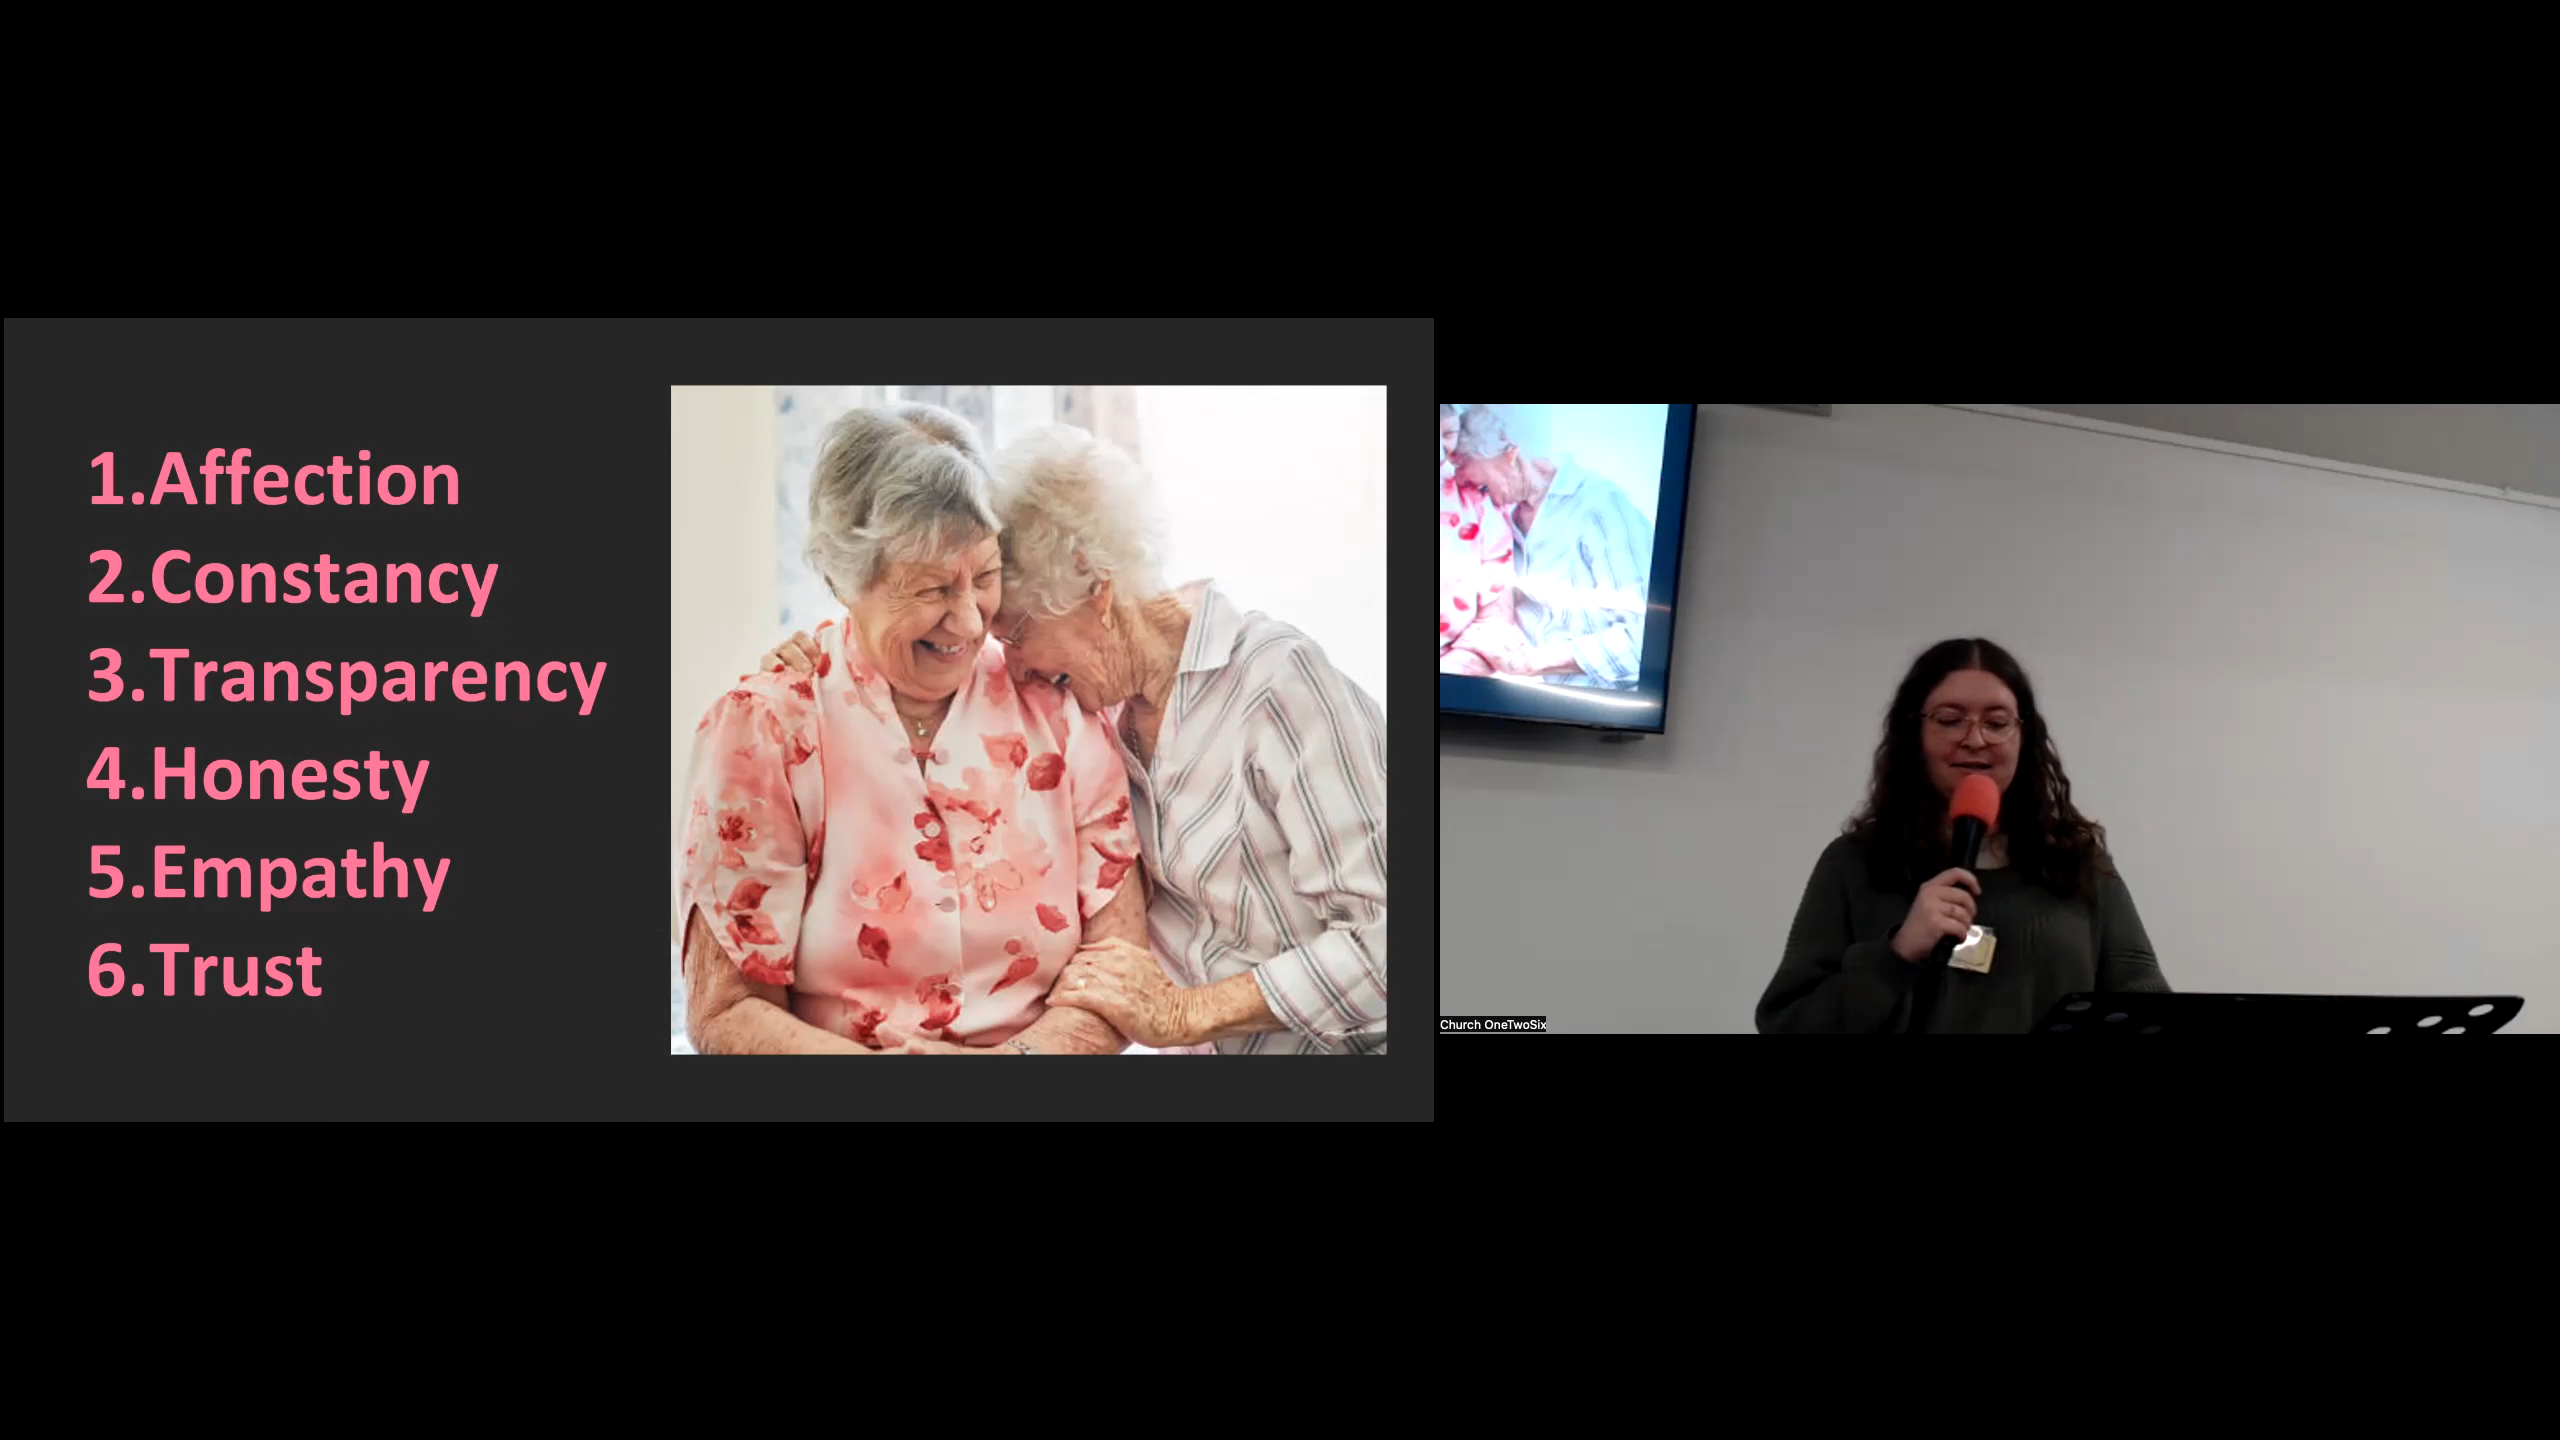 1.Affection
2.Constancy
3.Transparency
4.Honesty
5.Empathy
6.Trust
Church OneTwoSix